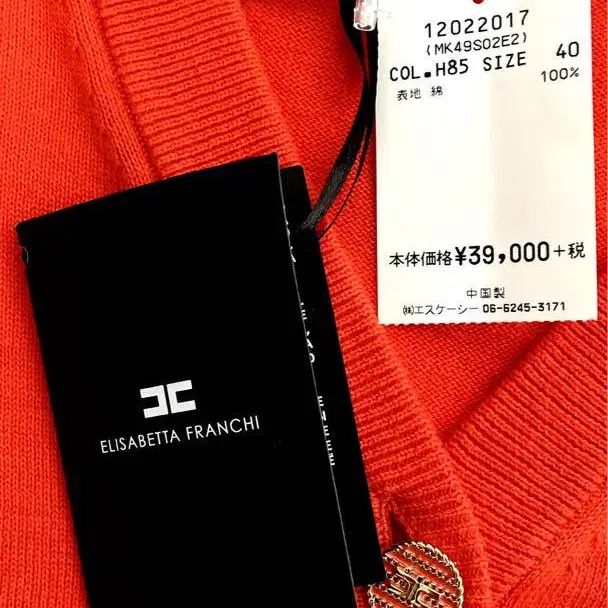 12022017
(MK49S02E2)
COL.H85 SIZE 40
表地 綿 100%
本体価格¥39,000+税
中国製
㈱エスケーシー 06-6245-3171
ELISABETTA FRANCHI